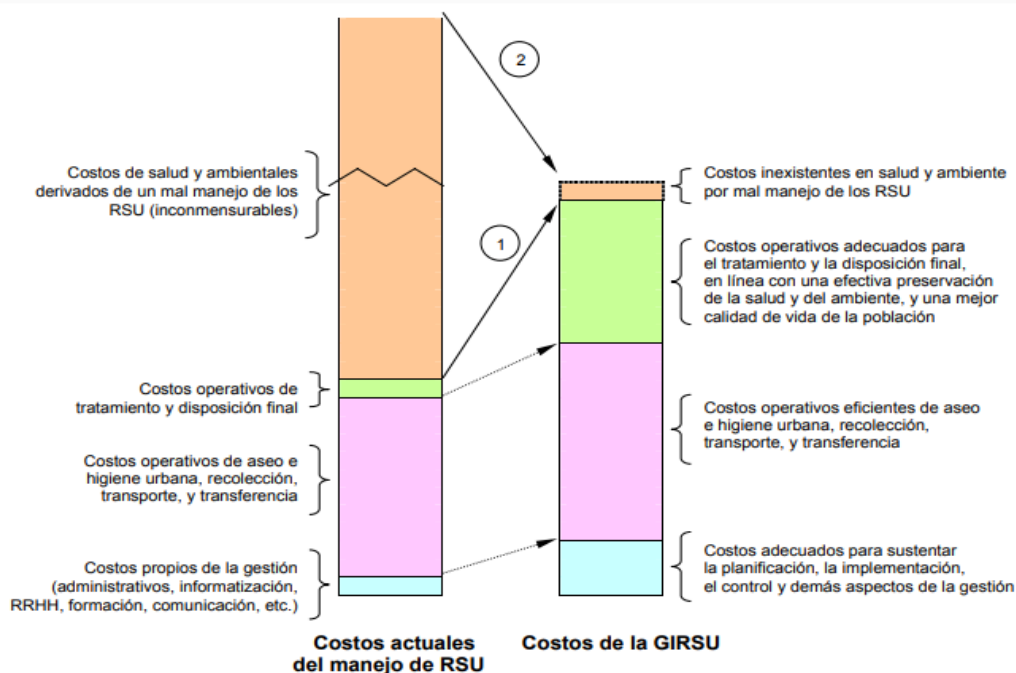 2
Costos de salud y ambientales
derivados de un mal manejo de los
RSU (inconmensurables)
Costos inexistentes en salud y ambiente
por mal manejo de los RSU
1
Costos operativos adecuados para
el tratamiento y la disposición final,
en línea con una efectiva preservación
de la salud y del ambiente, y una mejor
calidad de vida de la población
Costos operativos de
tratamiento y disposición final
Costos operativos eficientes de aseo
e higiene urbana, recolección,
transporte, y transferencia
Costos operativos de aseo e
higiene urbana, recolección,
transporte, y transferencia
Costos propios de la gestión
(administrativos, informatización,
RRHH, formación, comunicación, etc.)
Costos adecuados para sustentar
la planificación, la implementación,
el control y demás aspectos de la gestión
Costos actuales
del manejo de RSU
Costos de la GIRSU